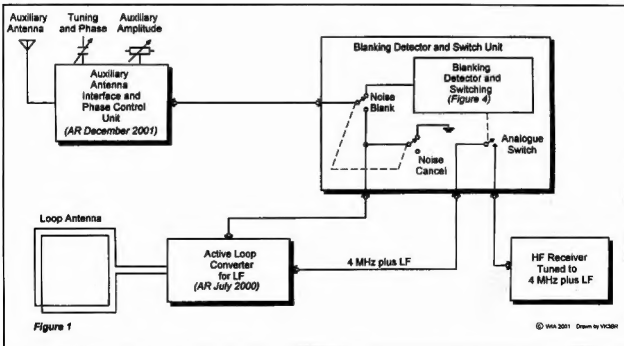 Auxiliary
Antenna
Tuning
and Phase
Auxiliary
Amplitude
Auxiliary
Antenna
Interface and
Phase Control
Unit
(AR December 2001)
Blanking Detector and Switch Unit
Blanking
Detector and
Switching
(Figure 4)
Noise
Blank
Analogue
Switch
Noise
Cancel
Loop Antenna
Active Loop
Converter
for LF
(AR July 2000)
4 MHz plus LF
HF Receiver
Tuned to
4 MHz plus LF
Figure 1
© WIA 2001 Drawn by VK3BR